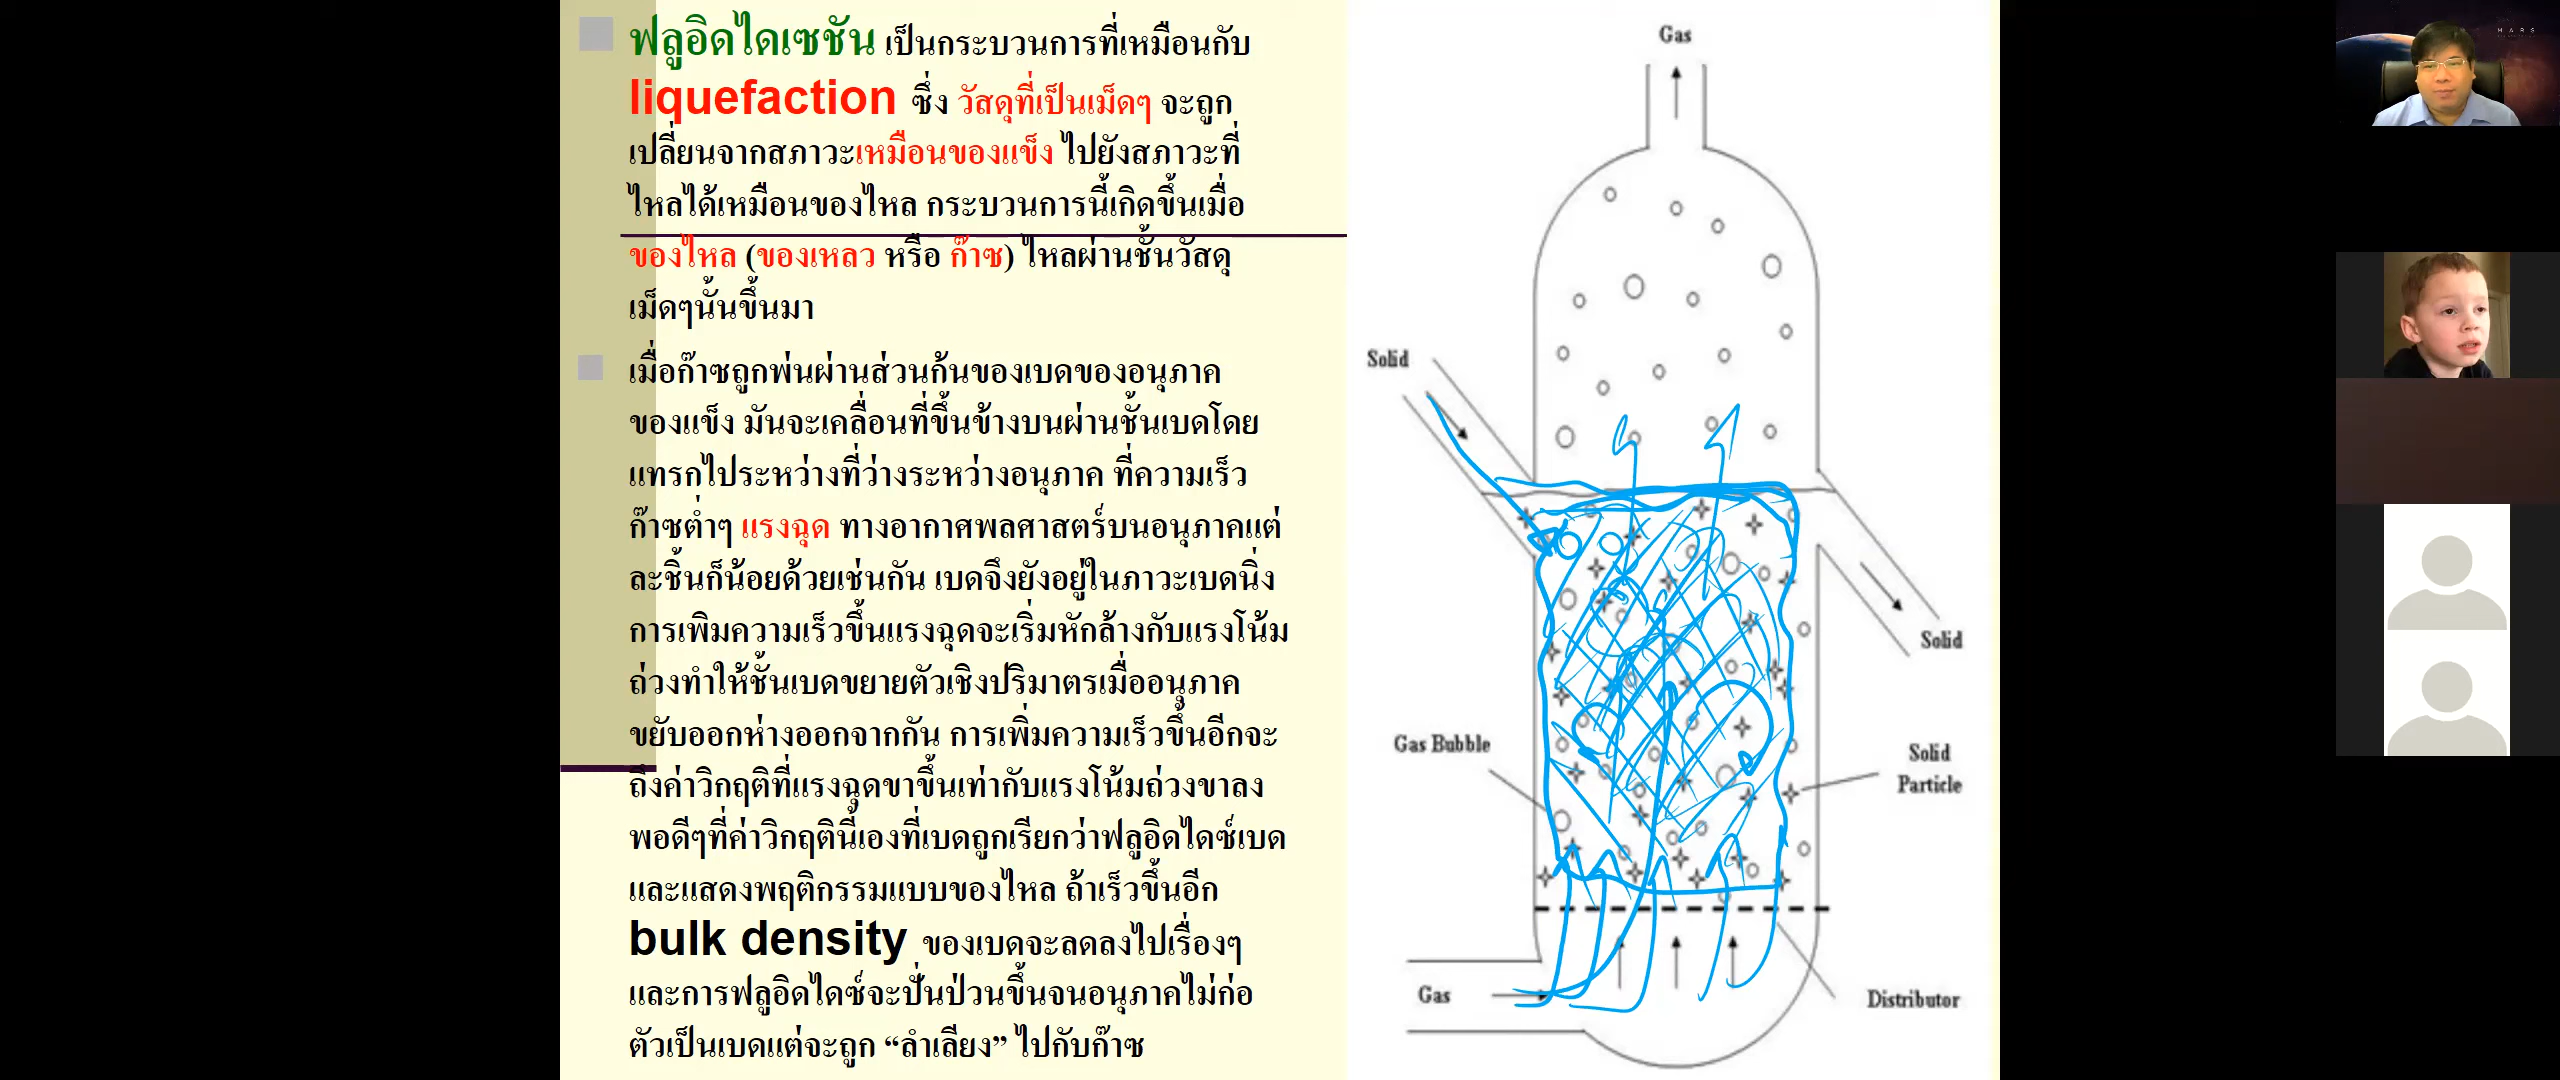 ฟลูอิดไดเซชัน เป็นกระบวนการที่เหมือนกับ
liquefaction ซึ่ง วัสดุที่เป็นเม็ดๆ จะถูก
เปลี่ยนจากสภาวะเหมือนของแข็ง ไปยังสภาวะที่
ไหลได้เหมือนของไหล กระบวนการนี้เกิดขึ้นเมื่อ
ของไหล (ของเหลว หรือ ก๊าซ) ไหลผ่านชั้นวัสดุ
เม็ดๆนั้นขึ้นมา
เมื่อก๊าซถูกพ่นผ่านส่วนก้นของเบดของอนุภาค
ของแข็ง มันจะเคลื่อนที่ขึ้นข้างบนผ่านชั้นเบดโดย
แทรกไประหว่างที่ว่างระหว่างอนุภาค ที่ความเร็ว
ก๊าซต่ำๆ แรงฉุด ทางอากาศพลศาสตร์บนอนุภาคแต่
ละชิ้นก็น้อยด้วยเช่นกัน เบดจึงยังอยู่ในภาวะเบดนิ่ง
การเพิมความเร็วขึ้นแรงฉุดจะเริ่มหักล้างกับแรงโน้ม
ถ่วงทำให้ชั้นเบดขยายตัวเชิงปริมาตรเมื่ออนุภาค
ขยับออกห่างออกจากกัน การเพิ่มความเร็วขึ้นอีกจะ
ถึงค่าวิกฤติที่แรงฉุดขาขึ้นเท่ากับแรงโน้มถ่วงขาลง
พอดีๆที่ค่าวิกฤตินี้เองที่เบดถูกเรียกว่าฟลูอิดไดซ์เบด
และแสดงพฤติกรรมแบบของไหล ถ้าเร็วขึ้นอีก
bulk density ของเบดจะลดลงไปเรื่องๆ
และการฟลูอิดไดซ์จะปั่นป่วนขึ้นจนอนุภาคไม่ก่อ
ตัวเป็นเบดแต่จะถูก “ลำเลียง” ไปกับก๊าซ
Gas
Solid
Solid
Gas Bubble
Solid
Particle
Gas
Distributor
MARS